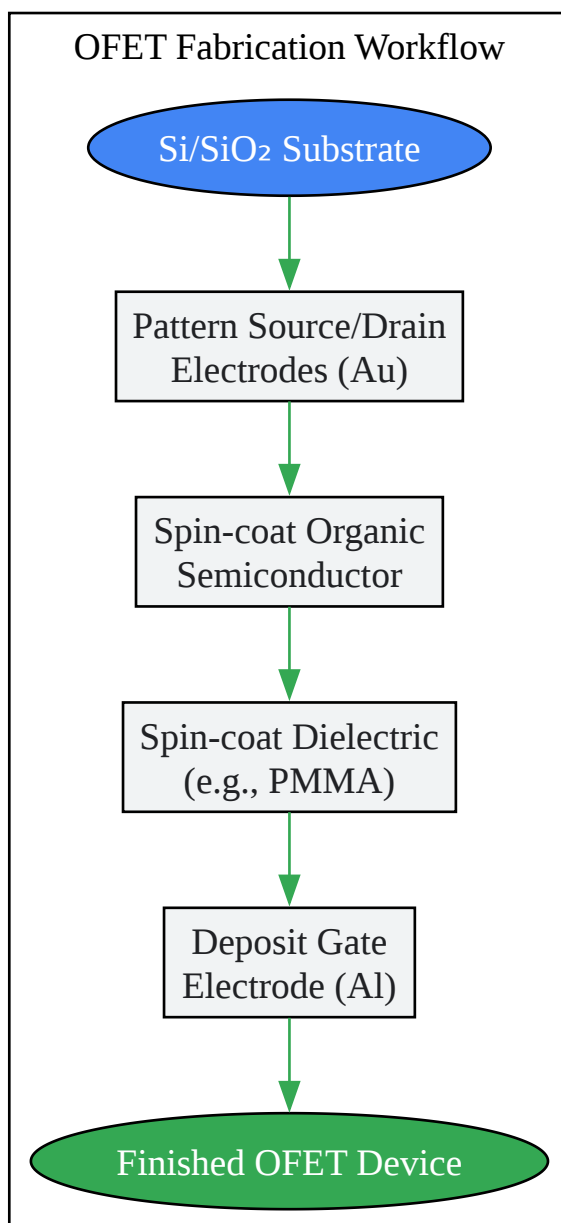 OFET Fabrication Workflow
Si/SiO₂ Substrate
Pattern Source/Drain
Electrodes (Au)
Spin-coat Organic
Semiconductor
Spin-coat Dielectric
(e.g., PMMA)
Deposit Gate
Electrode (Al)
Finished OFET Device